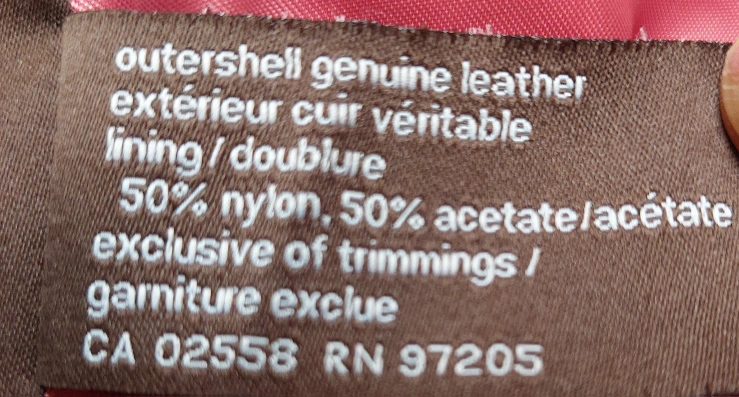 outershell genuine leather
extérieur cuir véritable
lining / doublure
50% nylon, 50% acetate/acétate
exclusive of trimmings /
garniture exclue
CA 02558 RN 97205